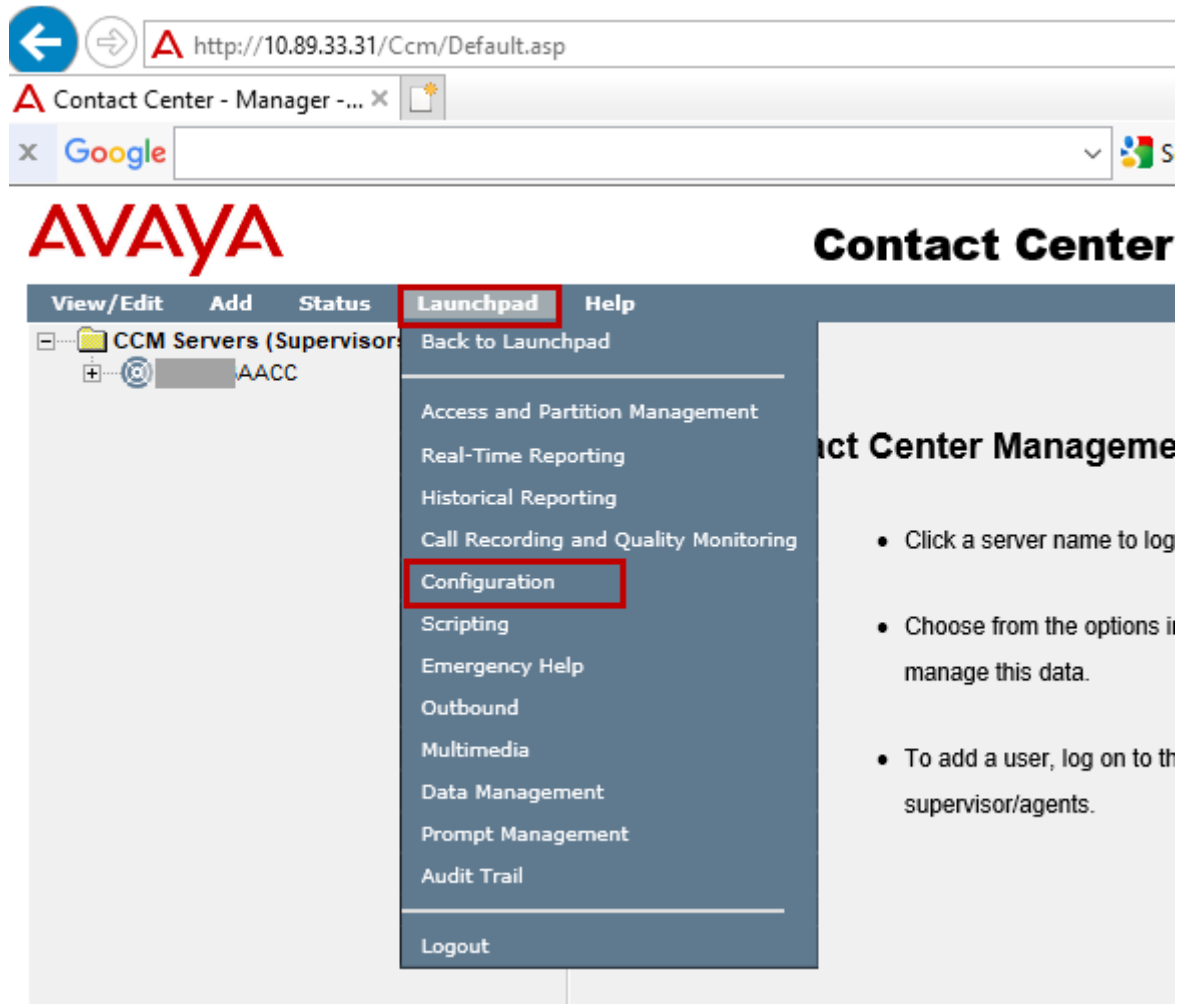 http://10.89.33.31/Ccm/Default.asp
Contact Center - Manager -...
x Google
AVAYA
Contact Center
View/Edit Add Status Launchpad Help
CCM Servers (Supervisors
AACC
Back to Launchpad
Access and Partition Management
Real-Time Reporting
Historical Reporting
Call Recording and Quality Monitoring
Configuration
Scripting
Emergency Help
Outbound
Multimedia
Data Management
Prompt Management
Audit Trail
Logout
Center Manageme
• Click a server name to log
• Choose from the options
manage this data.
• To add a user, log on to
supervisor/agents.